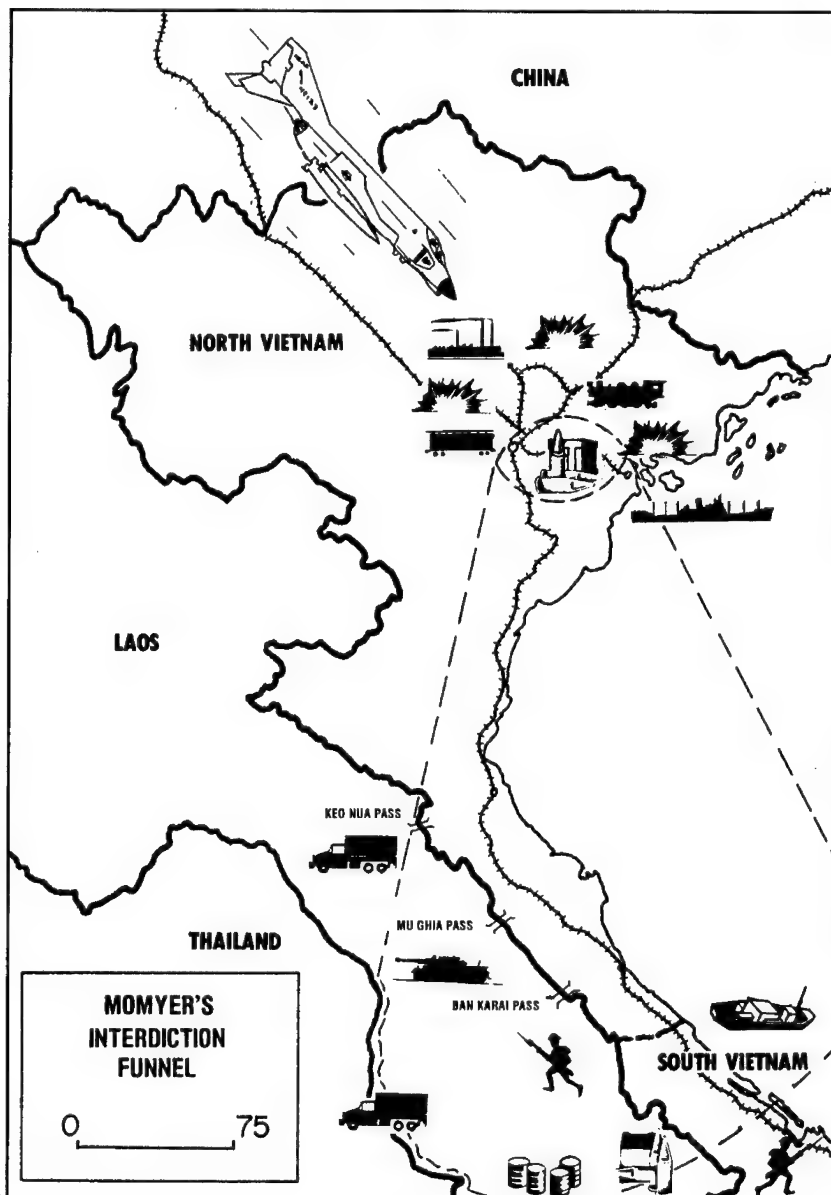 CHINA
NORTH VIETNAM
LAOS
KEO NUA PASS
MU GHIA PASS
THAILAND
BAN KARAI PASS
MOMYER'S
INTERDICTION
FUNNEL
0 75
SOUTH VIETNAM